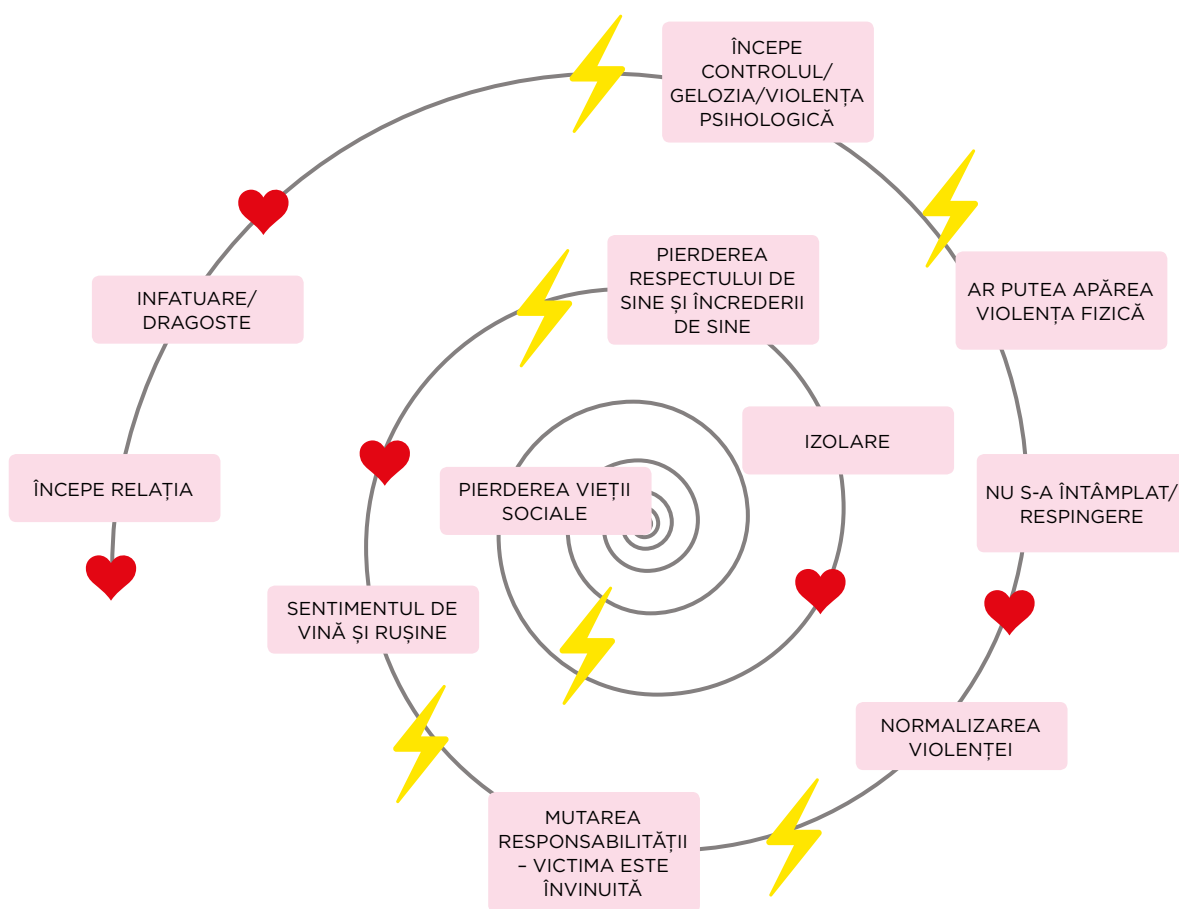 ÎNCEPE
CONTROLUL/
GELOZIA/VIOLENȚA
PSIHOLOGICĂ
PIERDEREA
RESPECTULUI DE
SINE ȘI ÎNCREDERII
DE SINE
INFATUARE/
DRAGOSTE
AR PUTEA APĂREA
VIOLENȚA FIZICĂ
IZOLARE
ÎNCEPE RELAȚIA
PIERDEREA VIEȚII
SOCIALE
NU S-A ÎNTÂMPLAT/
RESPINGERE
SENTIMENTUL DE
VINĂ ȘI RUȘINE
NORMALIZAREA
VIOLENȚEI
MUTAREA
RESPONSABILITĂȚII
– VICTIMA ESTE
ÎNVINUITĂ